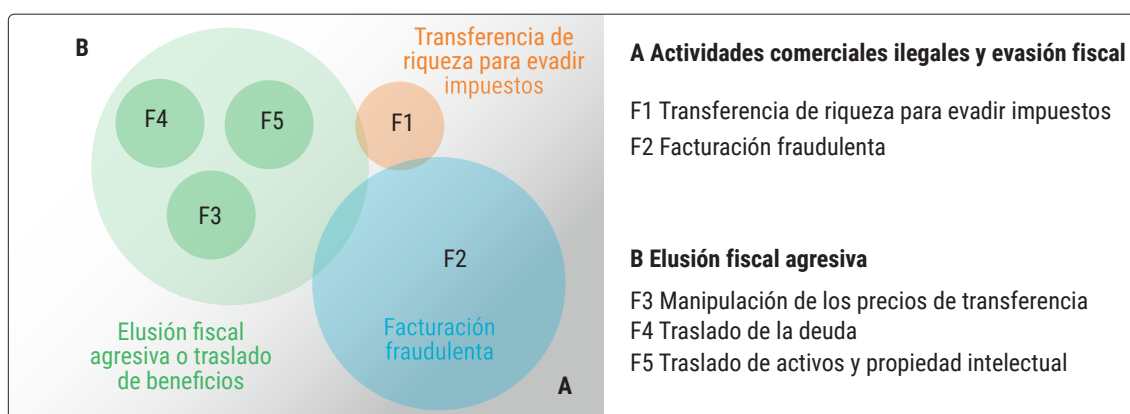 B
Transferencia de
riqueza para evadir
impuestos
F4
F5
F1
F3
F2
Elusión fiscal
agresiva o traslado
de beneficios
Facturación
fraudulenta
A
A Actividades comerciales ilegales y evasión fiscal
F1 Transferencia de riqueza para evadir impuestos
F2 Facturación fraudulenta
B Elusión fiscal agresiva
F3 Manipulación de los precios de transferencia
F4 Traslado de la deuda
F5 Traslado de activos y propiedad intelectual